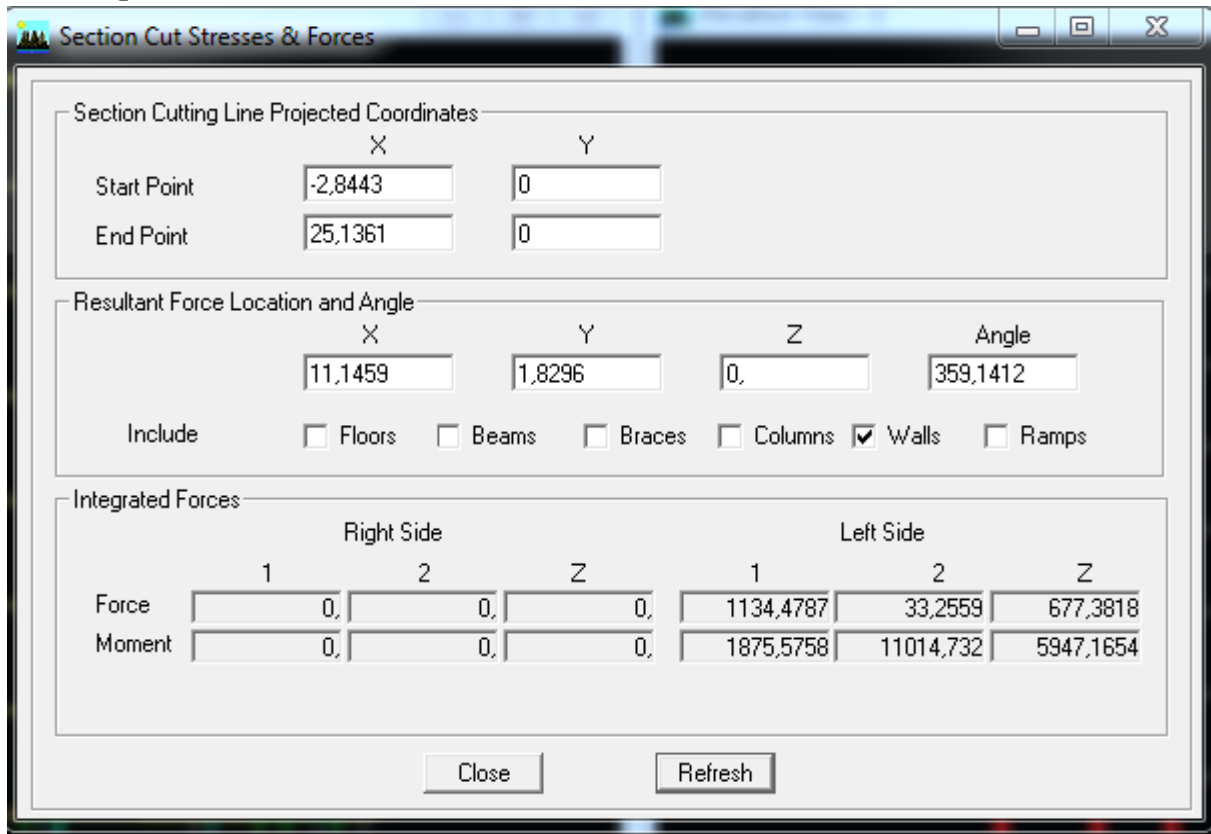 Section Cut Stresses & Forces
Section Cutting Line Projected Coordinates
X Y
Start Point -2,8443 0
End Point 25,1361 0
Resultant Force Location and Angle
X Y Z Angle
11,1459 1,8296 0, 359,1412
Include Floors Beams Braces Columns Walls Ramps
Integrated Forces
Right Side Left Side
1 2 Z 1 2 Z
Force 0, 0, 0, 1134,4787 33,2559 677,3818
Moment 0, 0, 0, 1875,5758 11014,732 5947,1654
Close Refresh